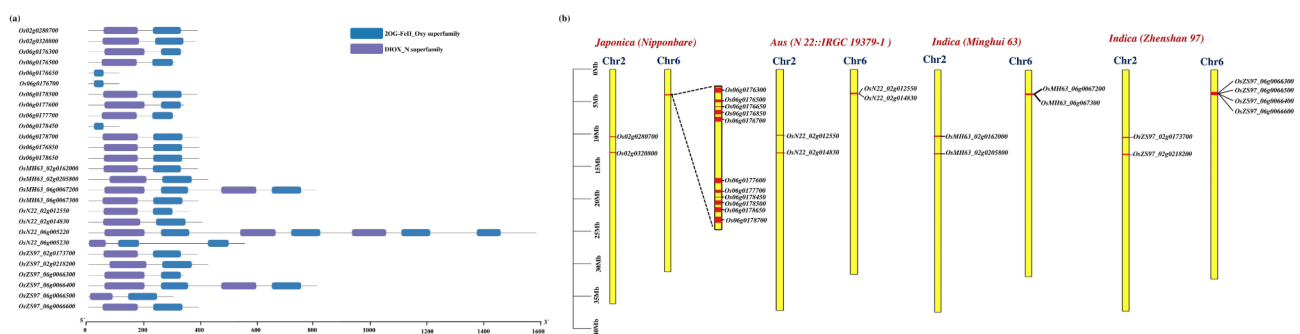 (a)
Os02g0280700
Os02g0320800
Os06g0176300
Os06g0176500
Os06g0176650
Os06g0176700
Os06g0178500
Os06g0177600
Os06g0177700
Os06g0178450
Os06g0178700
Os06g0176850
Os06g0178650
OsMH63_02g0162000
OsMH63_02g0205800
OsMH63_06g0067200
OsMH63_06g0067300
OsN22_02g012550
OsN22_02g014830
OsN22_06g005220
OsN22_06g005230
OsZS97_02g0173700
OsZS97_02g0218200
OsZS97_06g0066300
OsZS97_06g0066400
OsZS97_06g0066500
OsZS97_06g0066600
5´
3´
0 200 400 600 800 1000 1200 1400 1600
2OG-FeII_Oxy superfamily
DIOX_N superfamily
(b)
Japonica (Nipponbare)
Aus (N 22::IRGC 19379-1 )
Indica (Minghui 63)
Indica (Zhenshan 97)
Chr2
Chr6
Chr2
Chr6
Chr2
Chr6
Chr2
Chr6
0Mb
5Mb
10Mb
15Mb
20Mb
25Mb
30Mb
35Mb
40Mb
Os02g0280700
Os02g0320800
Os06g0176300
Os06g0176500
Os06g0176650
Os06g0176850
Os06g0176700
Os06g0177600
Os06g0177700
Os06g0178450
Os06g0178500
Os06g0178650
Os06g0178700
OsN22_02g012550
OsN22_02g014830
OsN22_02g012550
OsN22_02g014830
OsMH63_02g0162000
OsMH63_02g0205800
OsMH63_06g0067200
OsMH63_06g067300
OsZS97_02g0173700
OsZS97_02g0218200
OsZS97_06g0066300
OsZS97_06g0066500
OsZS97_06g0066400
OsZS97_06g0066600